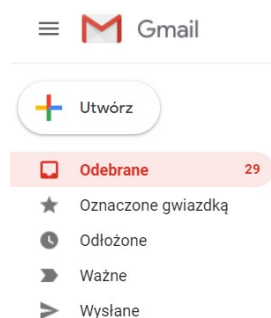 Gmail
Utwórz
Odebrane 29
Oznaczone gwiazdką
Odłożone
Ważne
Wysłane